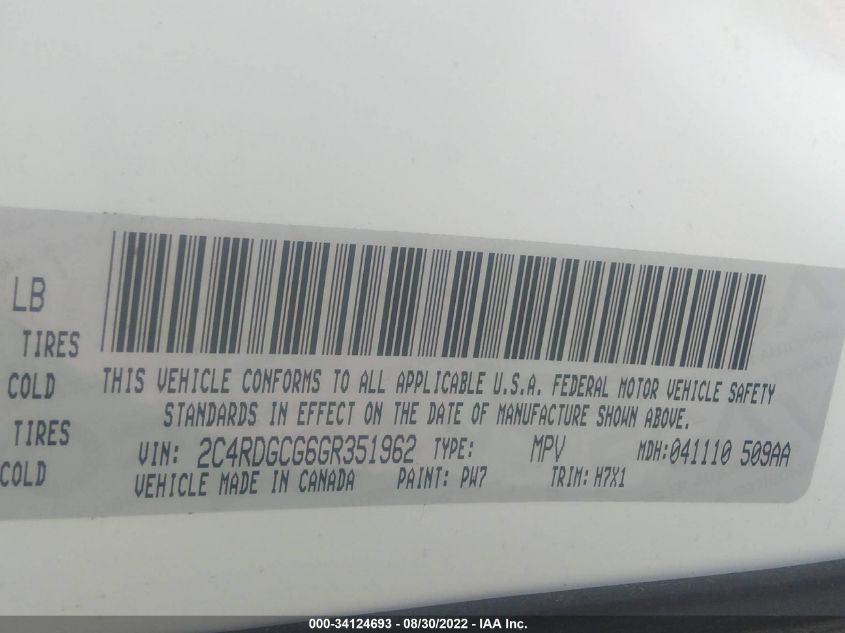 LB
TIRES
COLD
TIRES
COLD
THIS VEHICLE CONFORMS TO ALL APPLICABLE U.S.A. FEDERAL MOTOR VEHICLE SAFETY
STANDARDS IN EFFECT ON THE DATE OF MANUFACTURE SHOWN ABOVE.
VIN: 2C4RDGCG6GR351962 TYPE: MPV MDH:041110 509AA
VEHICLE MADE IN CANADA PAINT: PW7 TRIM: H7X1
000-34124693 - 08/30/2022 - IAA Inc.